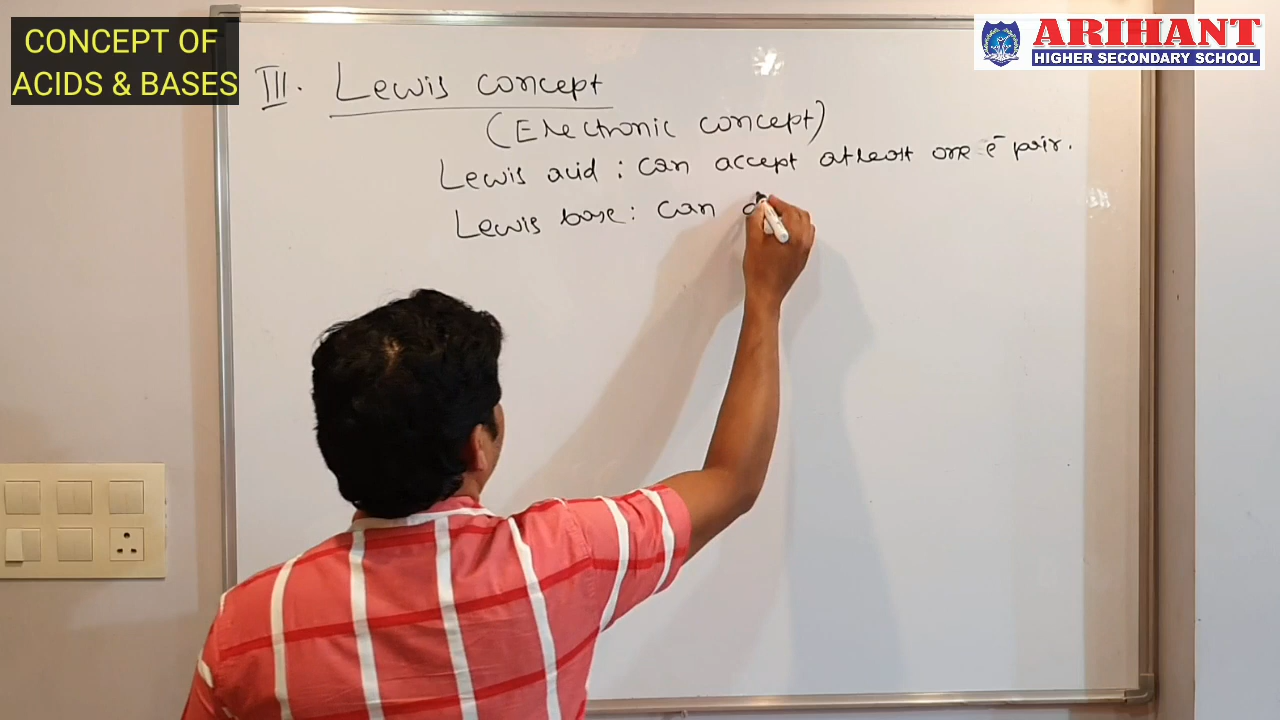 CONCEPT OF
ACIDS & BASES
ARIHANT
HIGHER SECONDARY SCHOOL
III. Lewis concept
(Electronic concept)
Lewis acid : can accept atleast one e⁻ pair.
Lewis base : can